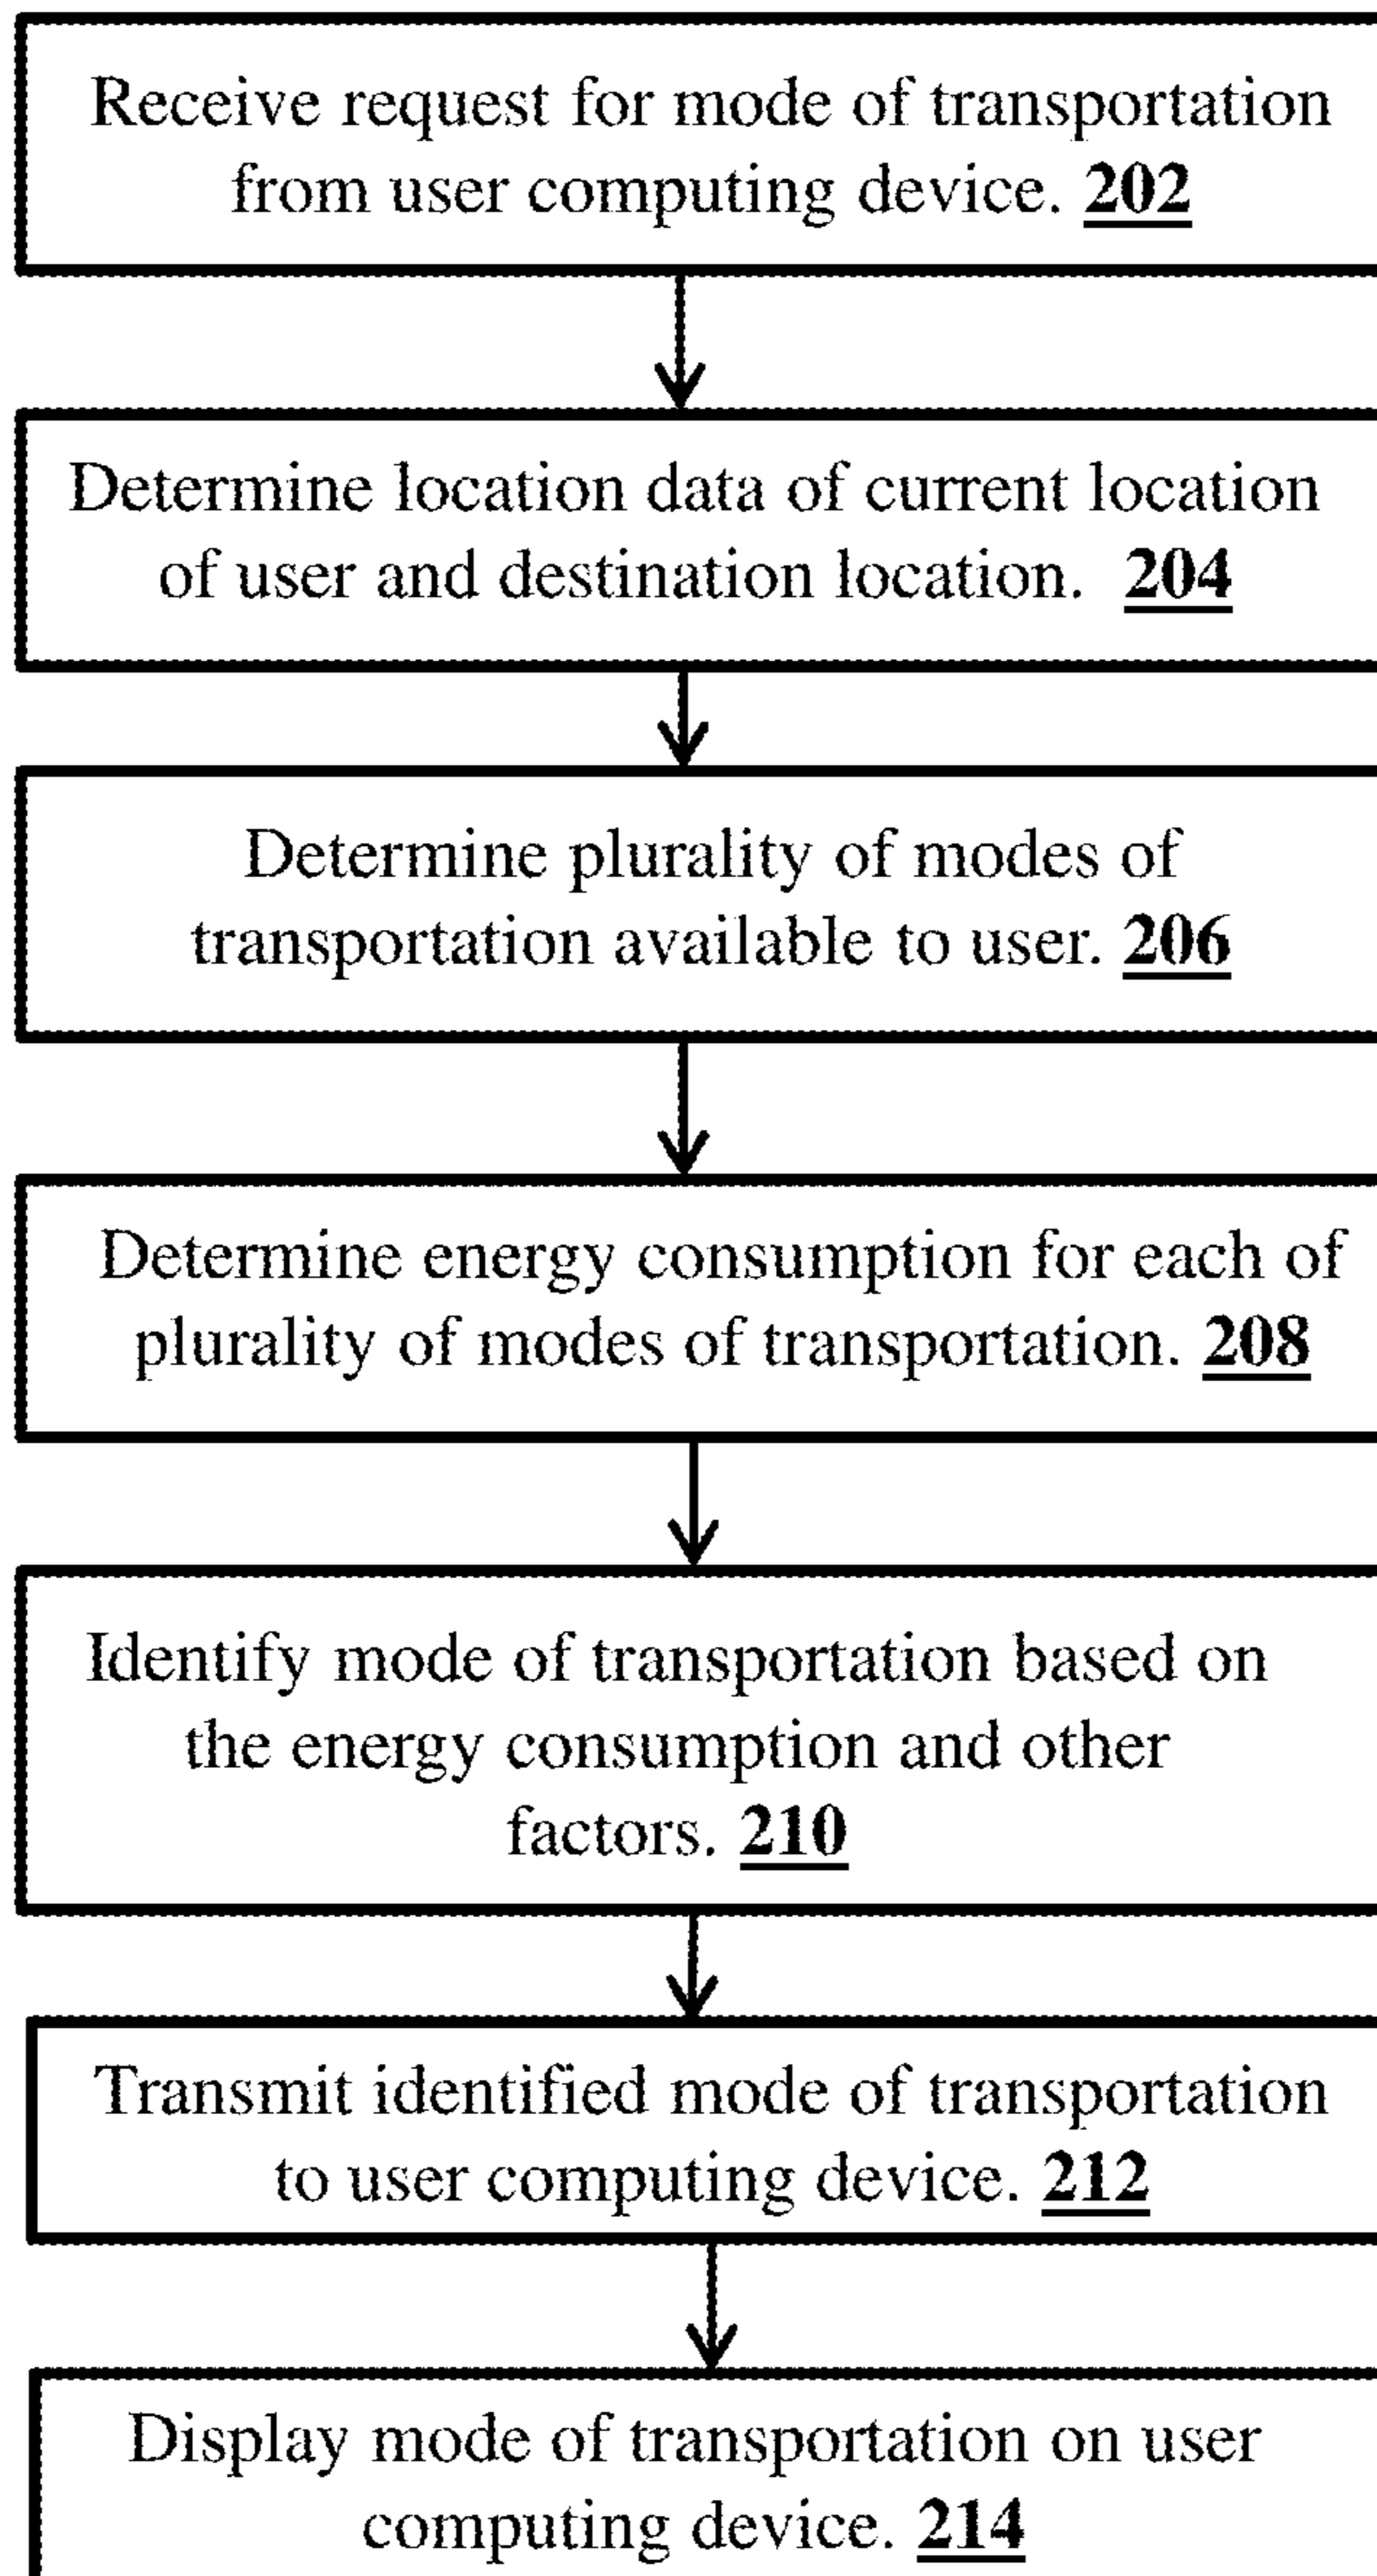 Receive request for mode of transportation
from user computing device. 202
Determine location data of current location
of user and destination location. 204
Determine plurality of modes of
transportation available to user. 206
Determine energy consumption for each of
plurality of modes of transportation. 208
Identify mode of transportation based on
the energy consumption and other
factors. 210
Transmit identified mode of transportation
to user computing device. 212
Display mode of transportation on user
computing device. 214